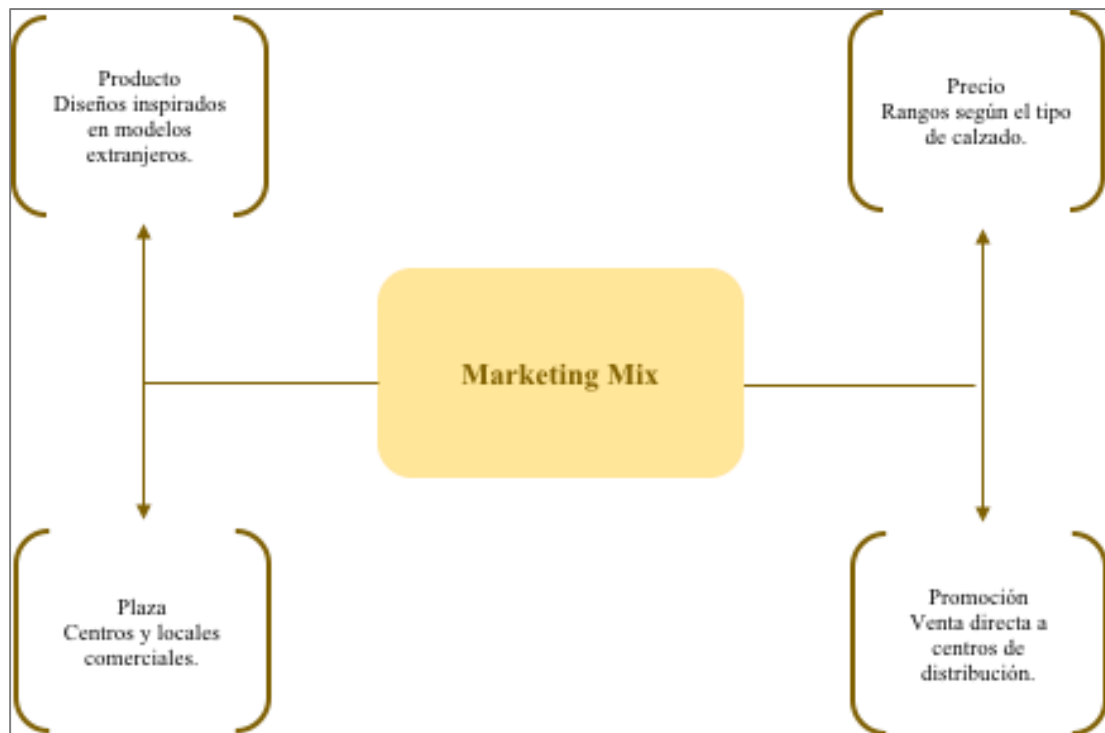 Producto
Diseños inspirados
en modelos
extranjeros.
Precio
Rangos según el tipo
de calzado.
Marketing Mix
Plaza
Centros y locales
comerciales.
Promoción
Venta directa a
centros de
distribución.